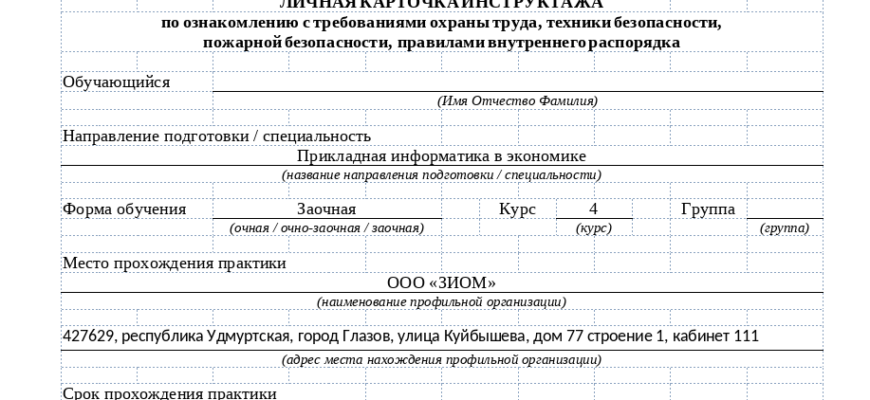 ЛИЧНАЯ КАРТОЧКА ИНСТРУКТАЖА
по ознакомлению с требованиями охраны труда, техники безопасности,
пожарной безопасности, правилами внутреннего распорядка
Обучающийся
(Имя Отчество Фамилия)
Направление подготовки / специальность
Прикладная информатика в экономике
(название направления подготовки / специальности)
Форма обучения Заочная Курс 4 Группа
(очная / очно-заочная / заочная) (курс) (группа)
Место прохождения практики
ООО «ЗИОМ»
(наименование профильной организации)
427629, республика Удмуртская, город Глазов, улица Куйбышева, дом 77 строение 1, кабинет 111
(адрес места нахождения профильной организации)
Срок прохождения практики